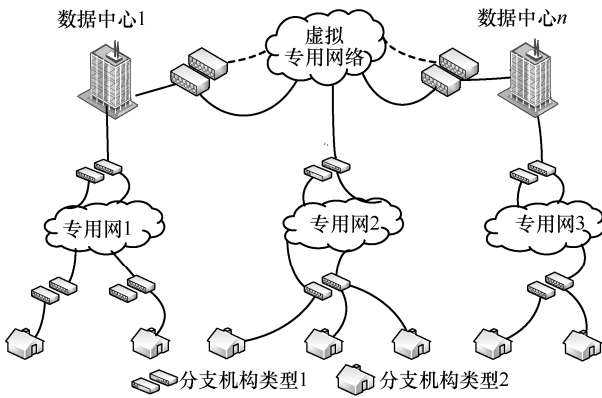 数据中心1
虚拟
专用网络
数据中心n
专用网1
专用网2
专用网3
分支机构类型1
分支机构类型2